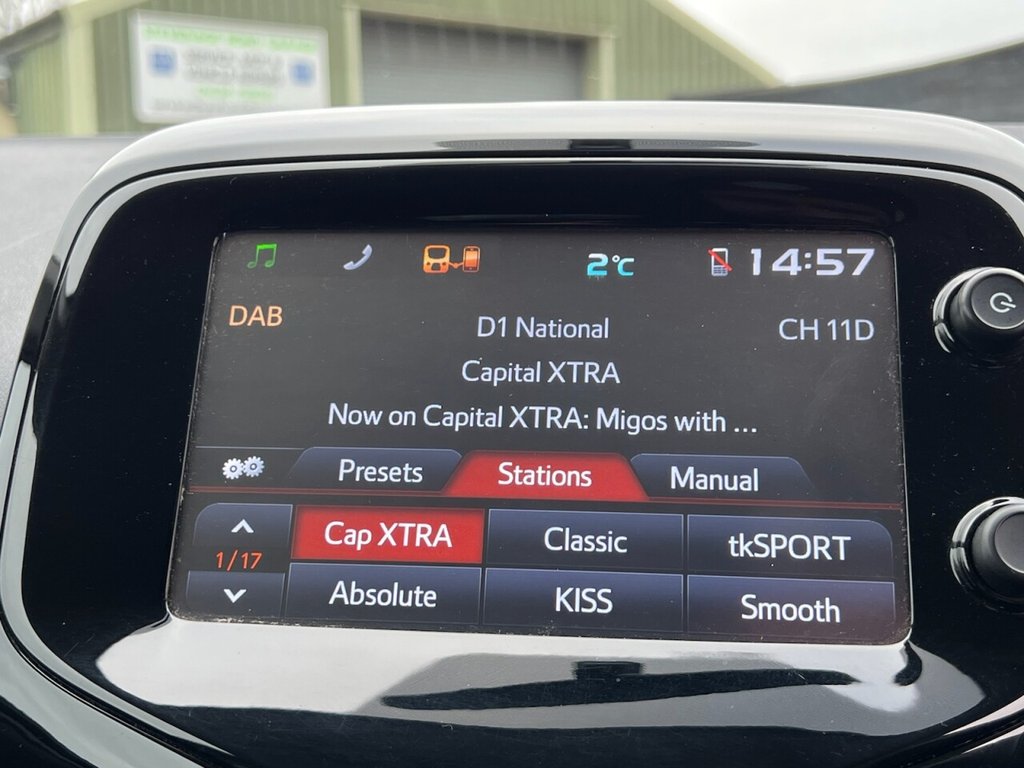 2°C 14:57
DAB
D1 National
CH 11D
Capital XTRA
Now on Capital XTRA: Migos with ...
Presets Stations Manual
Cap XTRA Classic tkSPORT
1/17
Absolute KISS Smooth